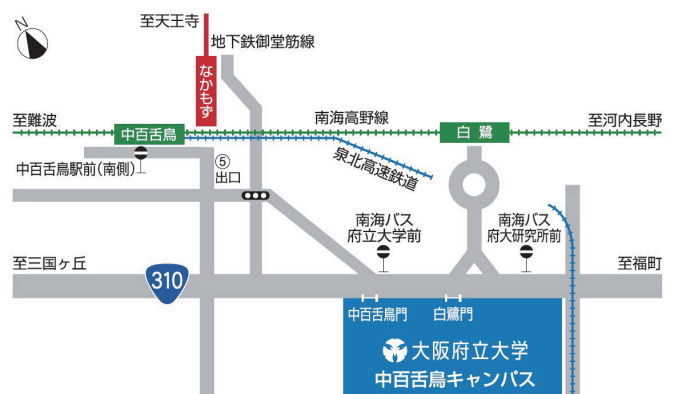 N
至天王寺
地下鉄御堂筋線
なかもず
至難波
中百舌鳥
南海高野線
白鷺
至河内長野
中百舌鳥駅前(南側)
⑤
出口
泉北高速鉄道
南海バス
府立大学前
南海バス
府大研究所前
至三国ヶ丘
310
至福町
中百舌鳥門
白鷺門
大阪府立大学
中百舌鳥キャンパス